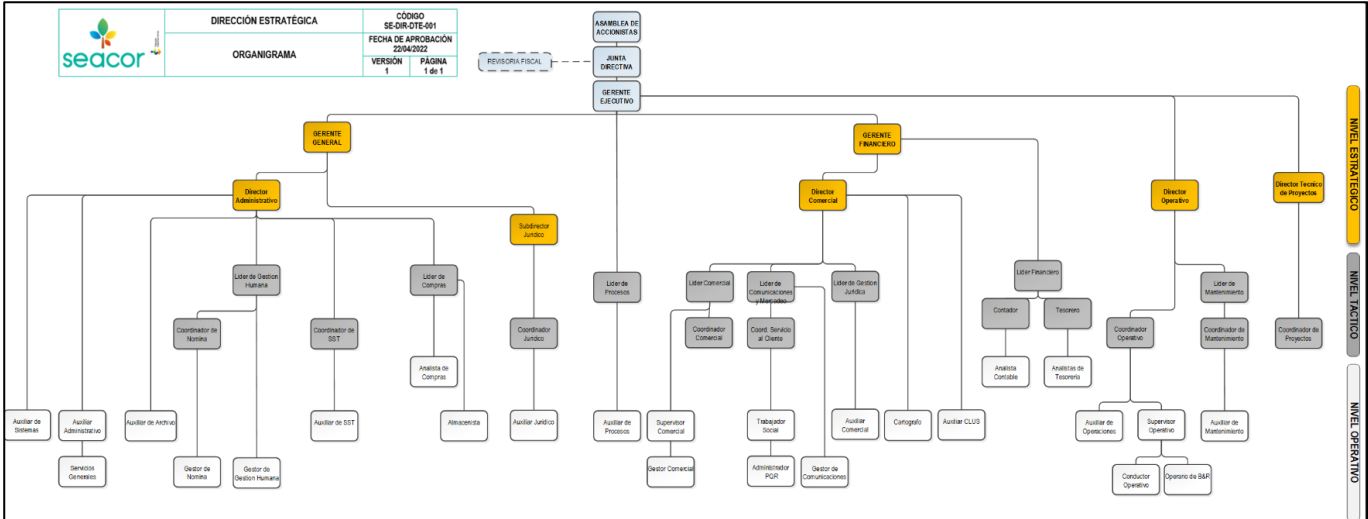 seacor
DIRECCIÓN ESTRATÉGICA
ORGANIGRAMA
CÓDIGO
SE-DIR-DTE-001
FECHA DE APROBACIÓN
22/04/2022
VERSIÓN
1
PÁGINA
1 de 1
ASAMBLEA DE
ACCIONISTAS
REVISORIA FISCAL
JUNTA
DIRECTIVA
GERENTE
EJECUTIVO
GERENTE
GENERAL
GERENTE
FINANCIERO
Director
Administrativo
Director
Comercial
Director
Operativo
Director Tecnico
de Proyectos
Subdirector
Juridico
Lider de Gestion
Humana
Lider de
Compras
Lider de
Procesos
Lider Comercial
Lider de
Comunicaciones
y Mercadeo
Lider de Gestion
Juridica
Lider Financiero
Lider de
Mantenimiento
Contador
Tesorero
Coordinador de
Nomina
Coordinador de
SST
Coordinador
Juridico
Coordinador
Comercial
Coord. Servicio
al Cliente
Coordinador
Operativo
Coordinador de
Mantenimiento
Coordinador de
Proyectos
Analista de
Compras
Analista
Contable
Analistas de
Tesorería
Auxiliar de
Sistemas
Auxiliar
Administrativo
Auxiliar de Archivo
Auxiliar de SST
Almacenista
Auxiliar Juridico
Auxiliar de
Procesos
Supervisor
Comercial
Trabajador
Social
Auxiliar
Comercial
Cartografo
Auxiliar CLUS
Auxiliar de
Operaciones
Supervisor
Operativo
Auxiliar de
Mantenimiento
Servicios
Generales
Gestor de
Nomina
Gestor de
Gestion Humana
Gestor Comercial
Administrador
PQR
Gestor de
Comunicaciones
Conductor
Operativo
Operario de B&R
NIVEL ESTRATEGICO
NIVEL TACTICO
NIVEL OPERATIVO